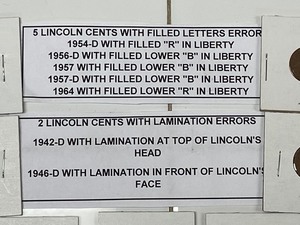 5 LINCOLN CENTS WITH FILLED LETTERS ERROR
1954-D WITH FILLED "R" IN LIBERTY
1956-D WITH FILLED LOWER "B" IN LIBERTY
1957 WITH FILLED LOWER "B" IN LIBERTY
1957-D WITH FILLED LOWER "B" IN LIBERTY
1964 WITH FILLED LOWER "R" IN LIBERTY
2 LINCOLN CENTS WITH LAMINATION ERRORS
1942-D WITH LAMINATION AT TOP OF LINCOLN'S
HEAD
1946-D WITH LAMINATION IN FRONT OF LINCOLN'S
FACE